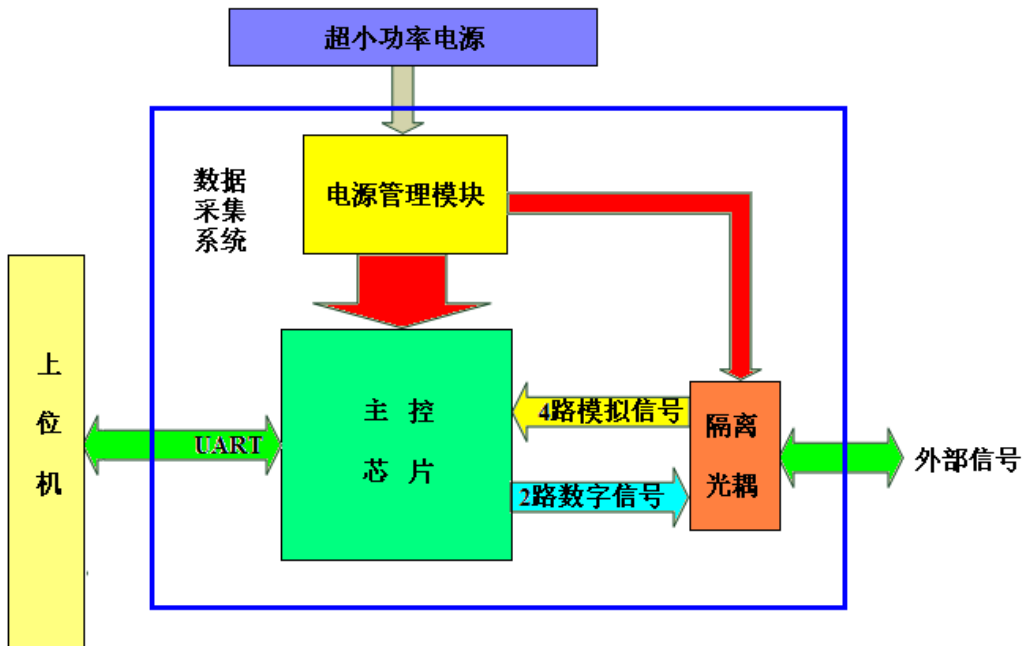 超小功率电源
数据
采集
系统
电源管理模块
上
位
机
主 控
芯 片
UART
4路模拟信号
2路数字信号
隔离
光耦
外部信号